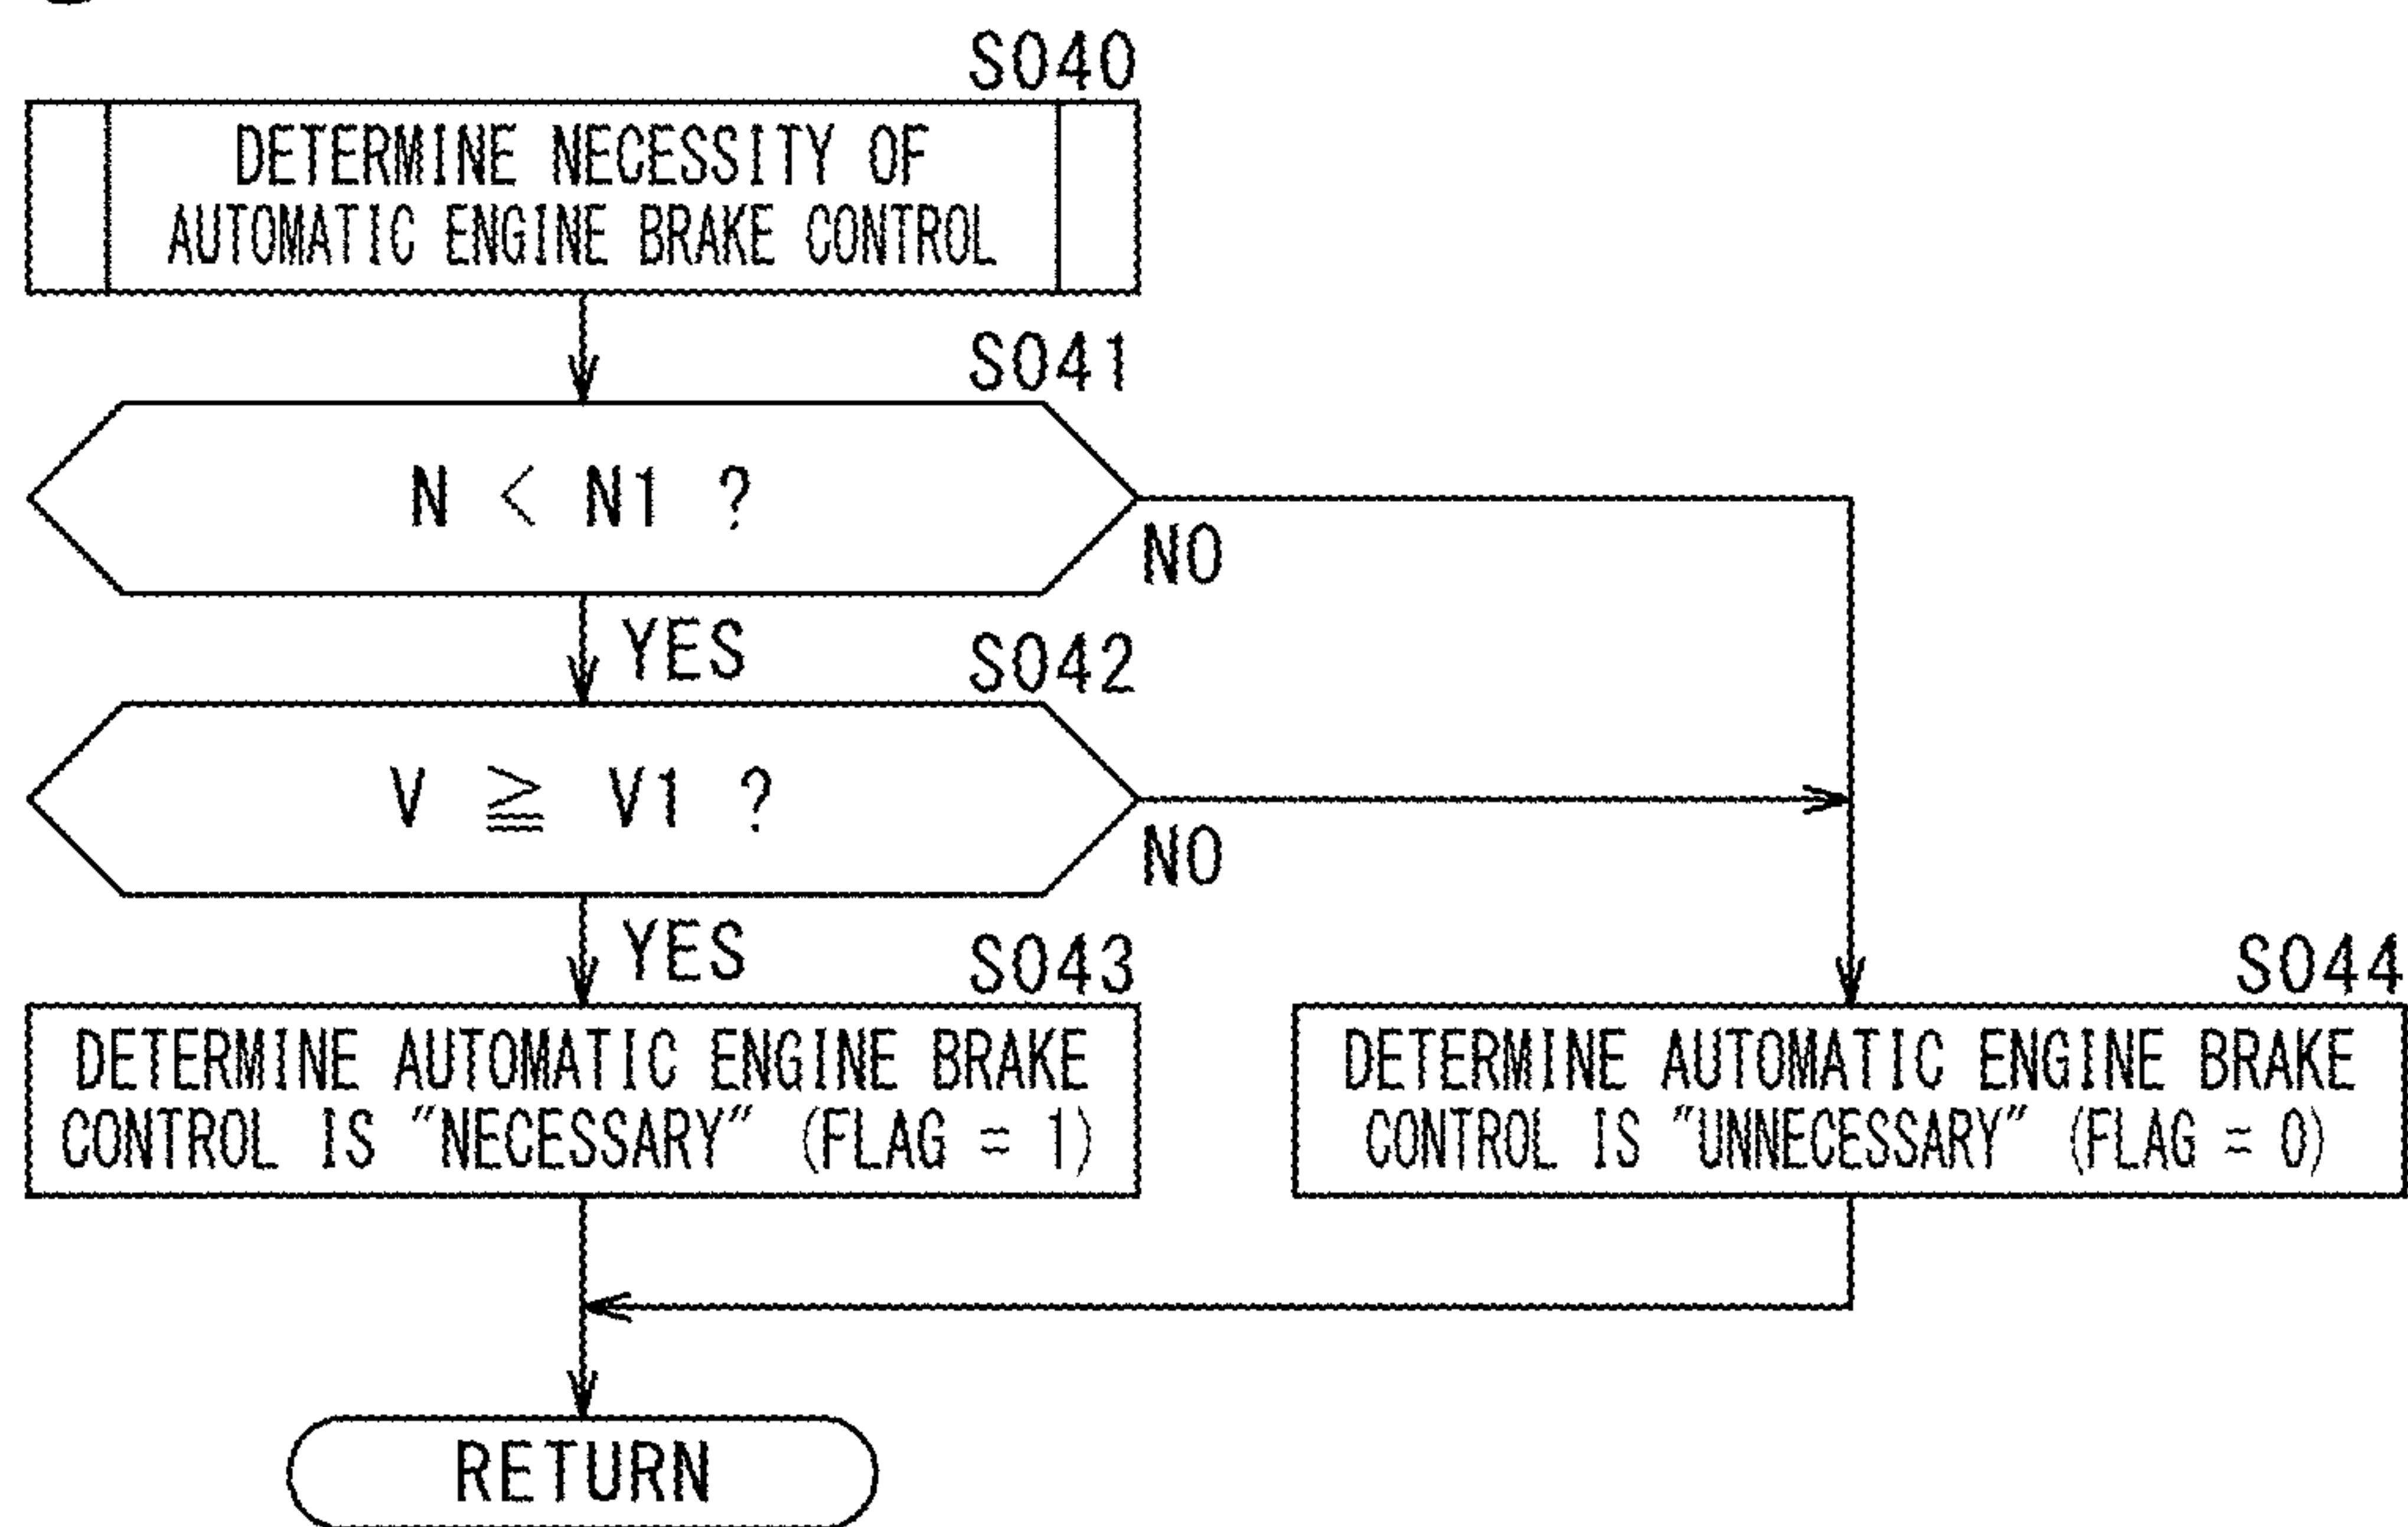 S040
DETERMINE NECESSITY OF
AUTOMATIC ENGINE BRAKE CONTROL
S041
N < N1 ?
NO
YES
S042
V ≧ V1 ?
NO
YES
S043
DETERMINE AUTOMATIC ENGINE BRAKE
CONTROL IS "NECESSARY" (FLAG = 1)
S044
DETERMINE AUTOMATIC ENGINE BRAKE
CONTROL IS "UNNECESSARY" (FLAG = 0)
RETURN